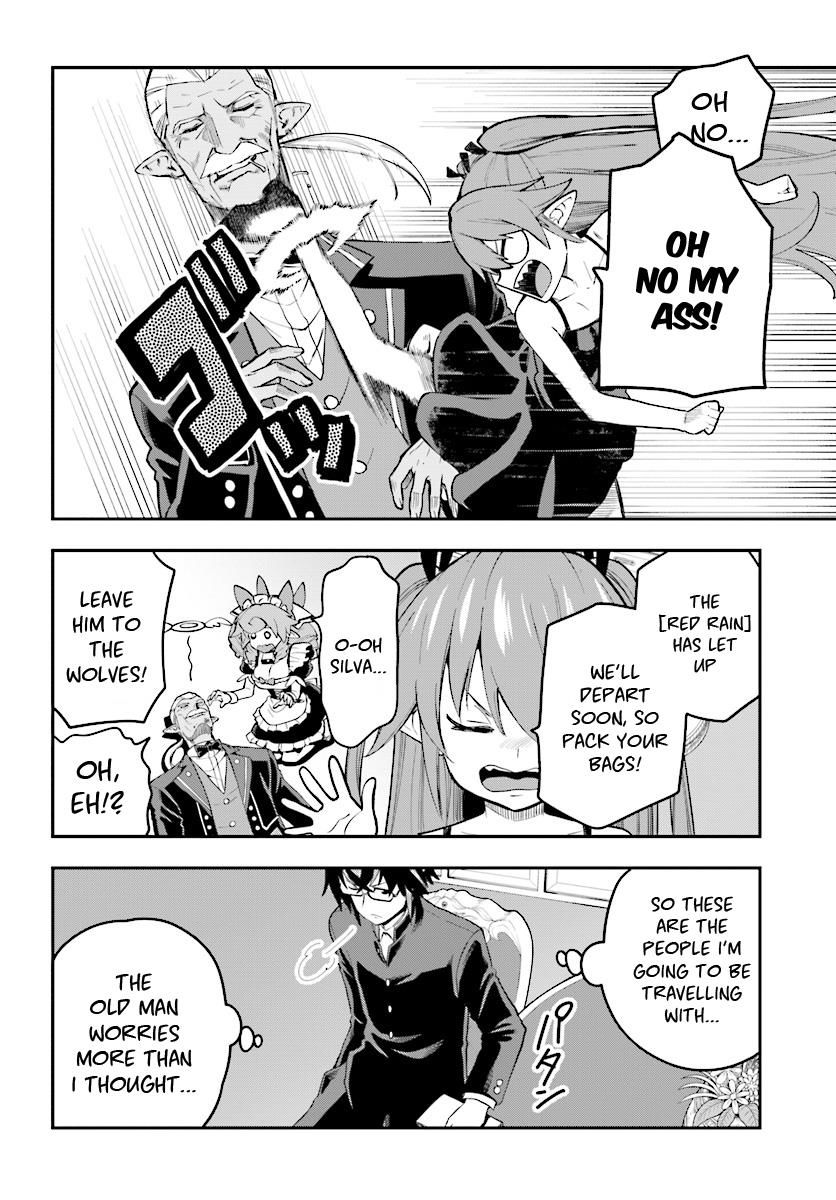 OH
NO...
OH
NO MY
ASS!
ゴッ
THE
[RED RAIN]
HAS LET
UP
WE'LL
DEPART
SOON, SO
PACK YOUR
BAGS!
O-OH
SILVA...
LEAVE
HIM TO
THE
WOLVES!
OH,
EH!?
SO THESE
ARE THE
PEOPLE I'M
GOING TO BE
TRAVELLING
WITH...
パタン
THE
OLD MAN
WORRIES
MORE THAN
I THOUGHT...